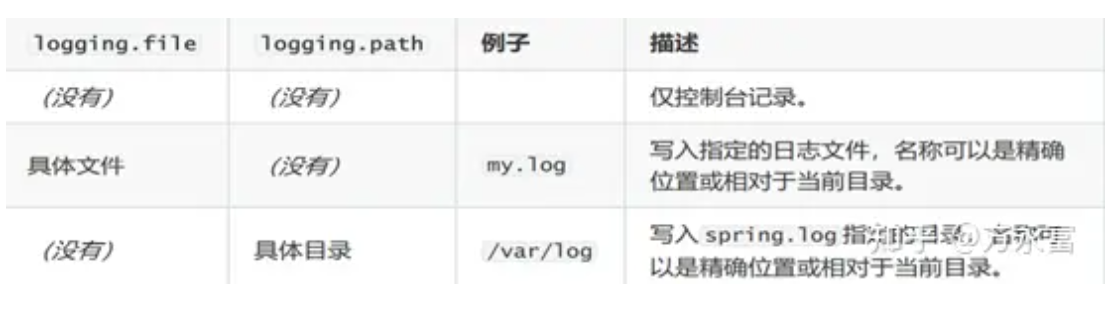 logging.file logging.path 例子 描述
(没有) (没有) 仅控制台记录。
具体文件 (没有) my.log 写入指定的日志文件，名称可以是精确
位置或相对于当前目录。
(没有) 具体目录 /var/log 写入 spring.log 指定的目录。名称可
以是精确位置或相对于当前目录。
知乎 @